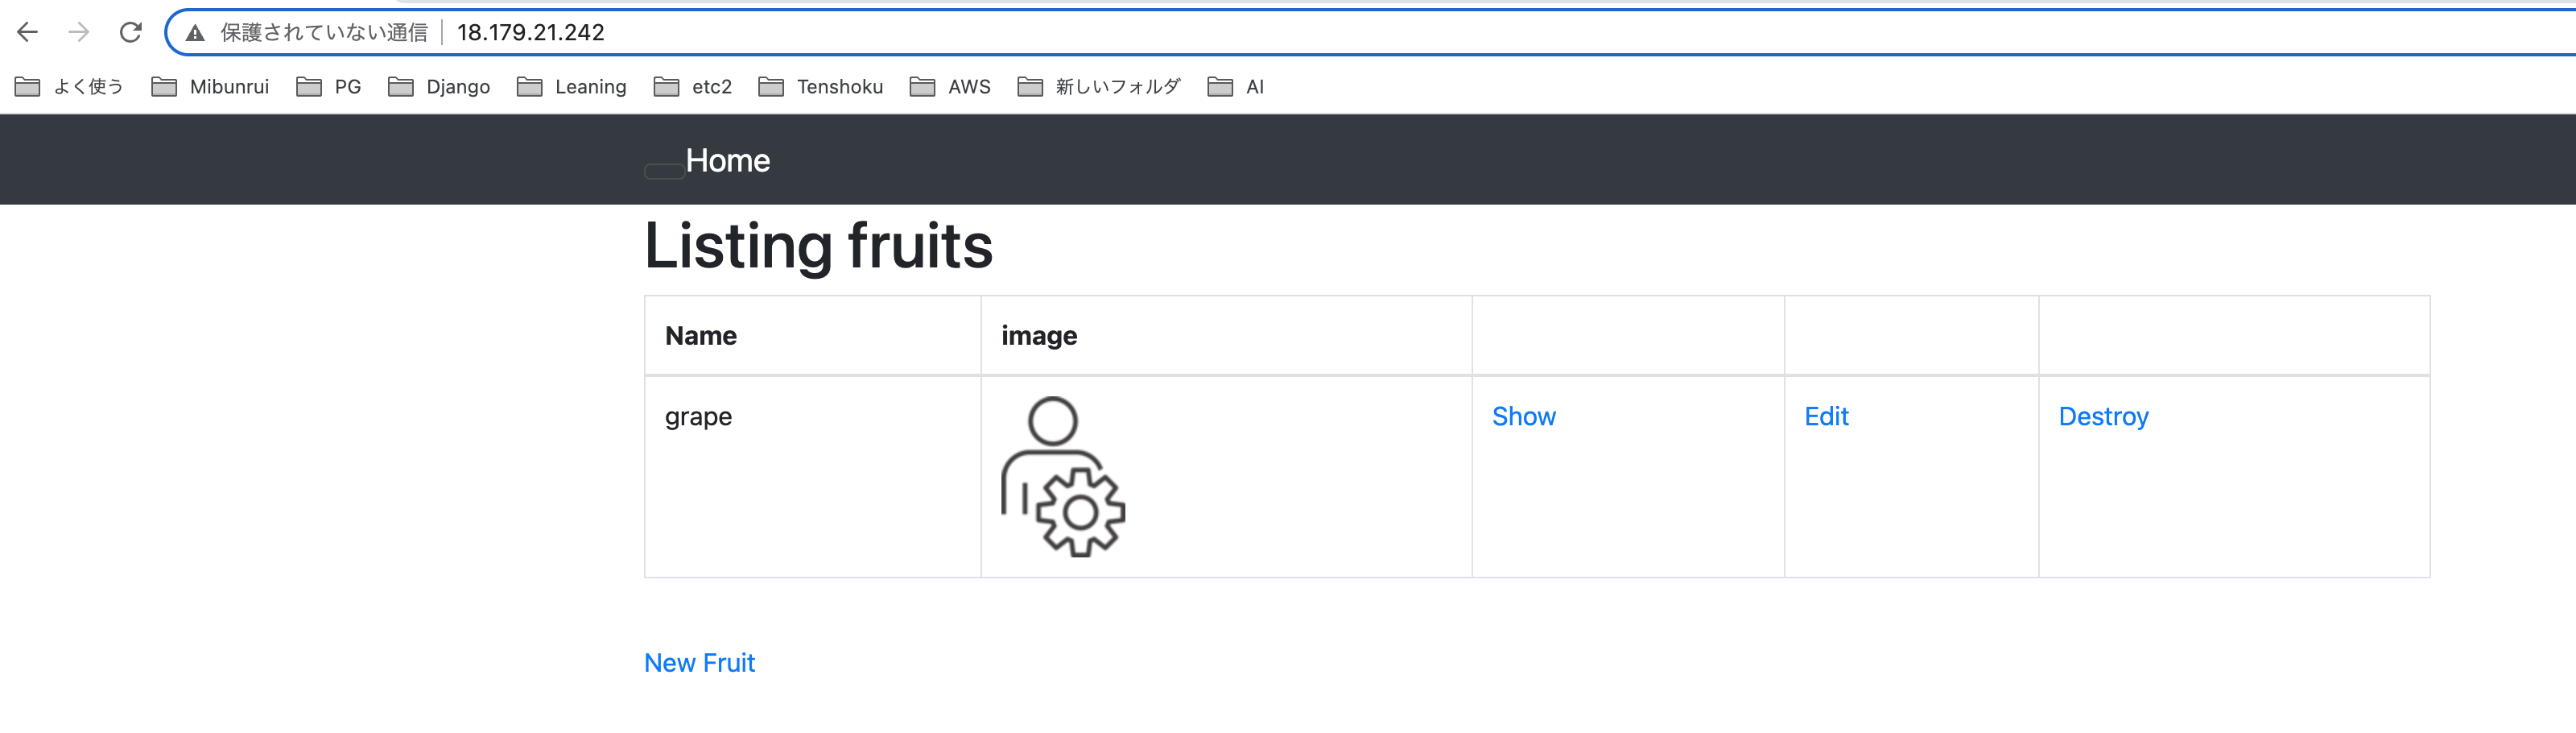 保護されていない通信 18.179.21.242
よく使う Mibunrui PG Django Leaning etc2 Tenshoku AWS 新しいフォルダ AI
Home
Listing fruits
Name image
grape Show Edit Destroy
New Fruit